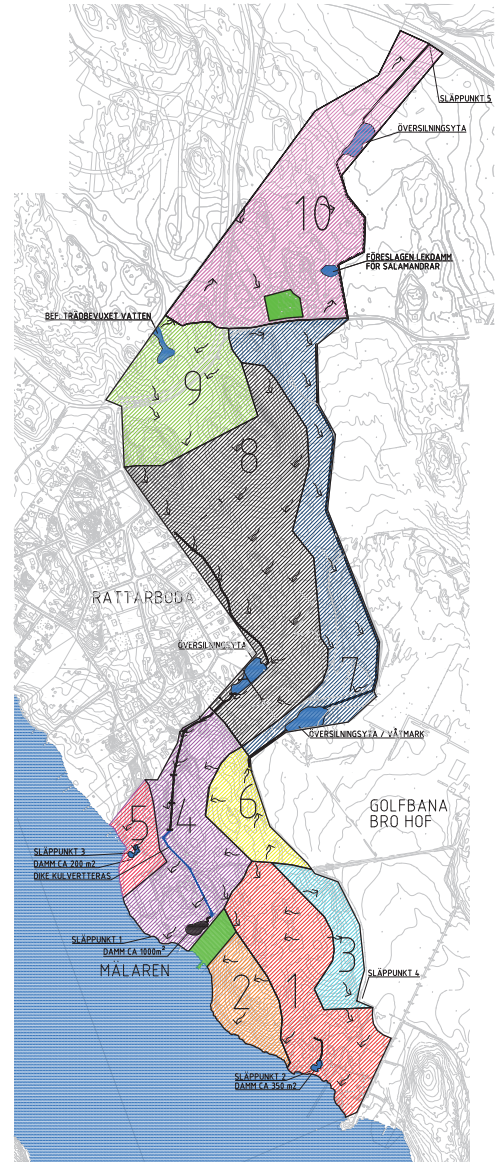 SLÄPPUNKT 5
ÖVERSILNINGSYTA
10
FÖRESLAGEN LEKDAMM
FÖR SALAMANDRAR
BEF. TRÄDBEVUXET VATTEN
9
8
RÄTTARBODA
ÖVERSILNINGSYTA
7
ÖVERSILNINGSYTA / VÅTMARK
6
GOLFBANA
BRO HOF
5
4
SLÄPPUNKT 3
DAMM CA 200 m2
DIKE KULVERTTERAS
SLÄPPUNKT 1
DAMM CA 1000m²
MÄLAREN
3
SLÄPPUNKT 4
2
1
SLÄPPUNKT 2
DAMM CA 350 m2